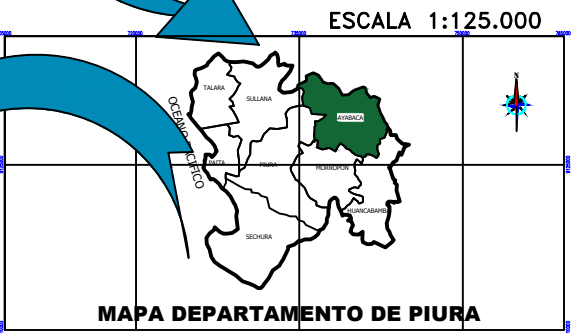 ESCALA 1:125.000
N
TALARA
SULLANA
AYABACA
OCEANO PACIFICO
PAITA
PIURA
MORROPON
HUANCABAMBA
SECHURA
MAPA DEPARTAMENTO DE PIURA